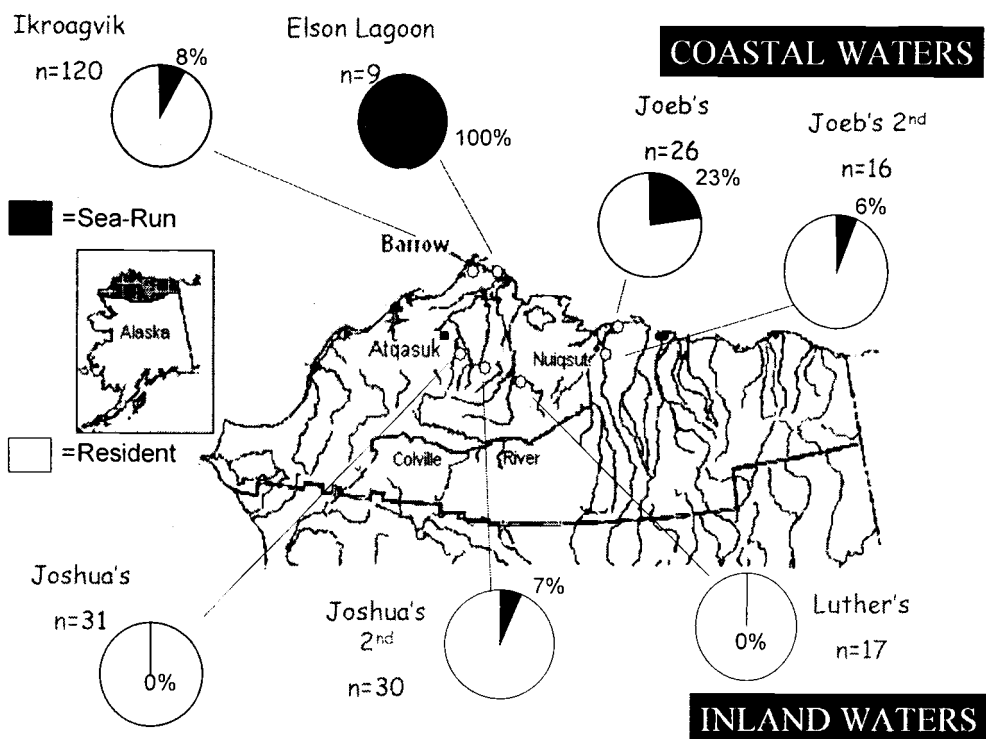 Ikroagvik
n=120
8%
Elson Lagoon
n=9
100%
COASTAL WATERS
Joeb's
n=26
23%
Joeb's 2nd
n=16
6%
=Sea-Run
Alaska
=Resident
Barrow
Atqasuk
Nuiqsut
Colville River
Joshua's
n=31
0%
Joshua's
2nd
n=30
7%
Luther's
n=17
0%
INLAND WATERS